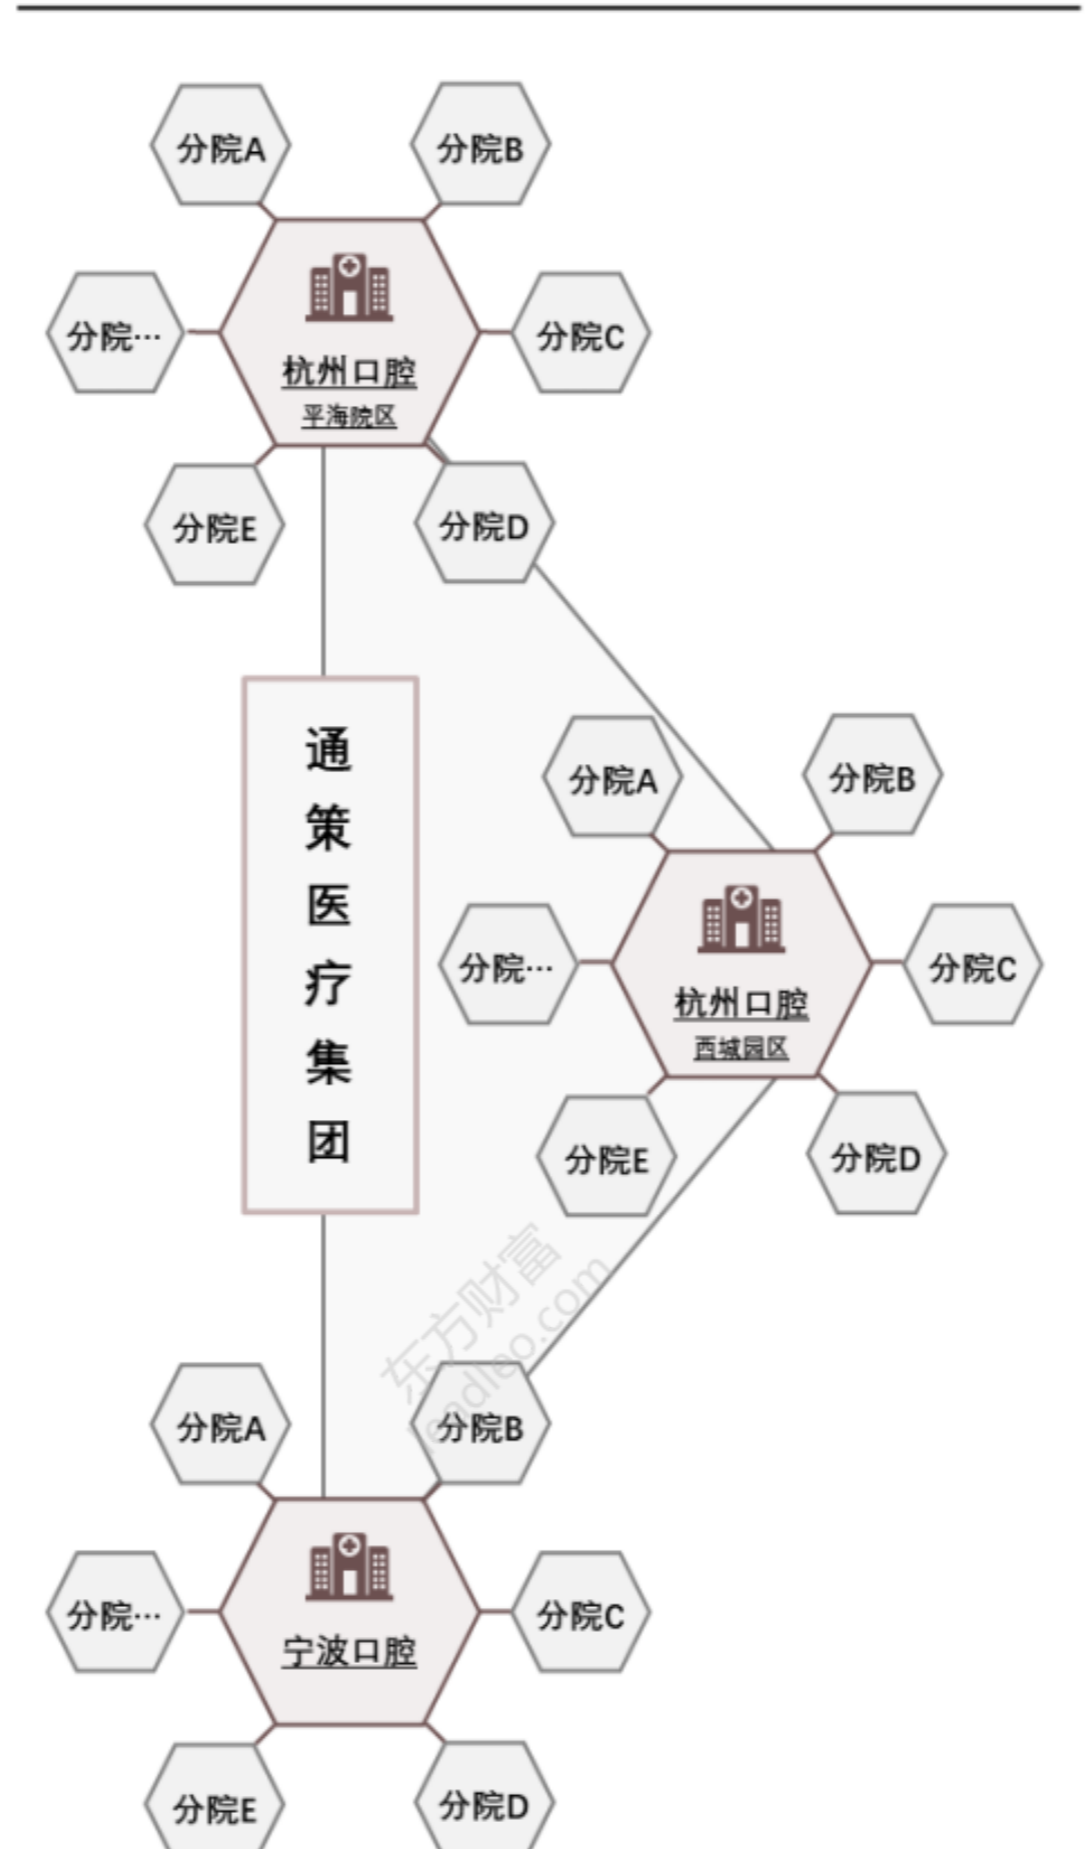 分院A
分院B
分院…
杭州口腔
平海院区
分院C
分院E
分院D
通
策
医
疗
集
团
分院A
分院B
分院…
杭州口腔
西城园区
分院C
分院E
分院D
东方财富
分院A
分院B
分院…
宁波口腔
分院C
分院E
分院D